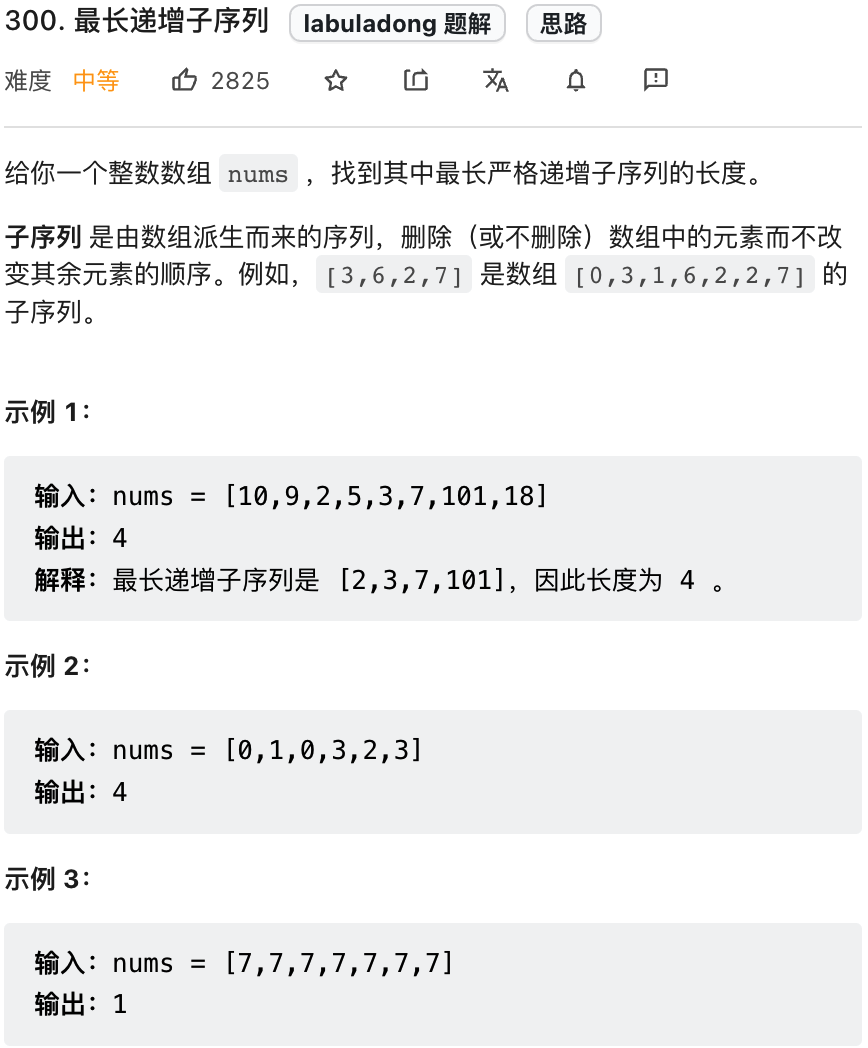 300. 最长递增子序列 labuladong 题解 思路
难度 中等 2825
给你一个整数数组 nums ，找到其中最长严格递增子序列的长度。
子序列 是由数组派生而来的序列，删除（或不删除）数组中的元素而不改
变其余元素的顺序。例如，[3,6,2,7] 是数组 [0,3,1,6,2,2,7] 的
子序列。
示例 1：
输入：nums = [10,9,2,5,3,7,101,18]
输出：4
解释：最长递增子序列是 [2,3,7,101]，因此长度为 4 。
示例 2：
输入：nums = [0,1,0,3,2,3]
输出：4
示例 3：
输入：nums = [7,7,7,7,7,7,7]
输出：1